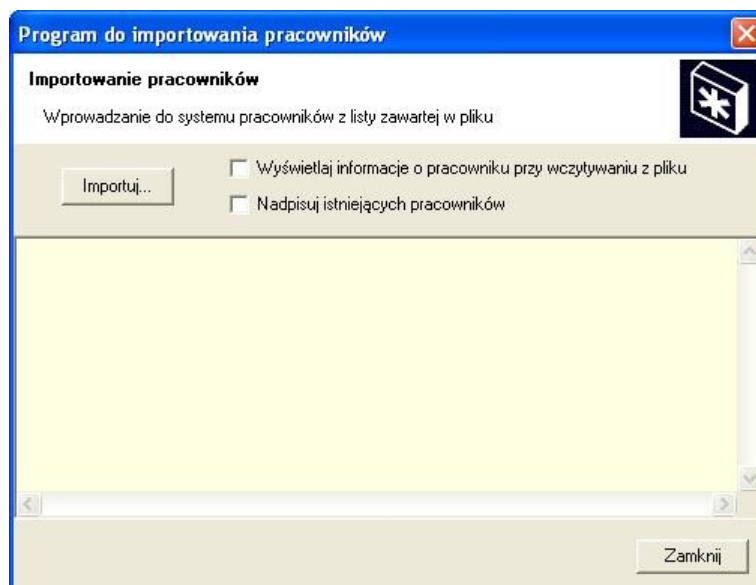 Program do importowania pracowników
Importowanie pracowników
Wprowadzanie do systemu pracowników z listy zawartej w pliku
Importuj...
Wyświetlaj informacje o pracowniku przy wczytywaniu z pliku
Nadpisuj istniejących pracowników
Zamknij